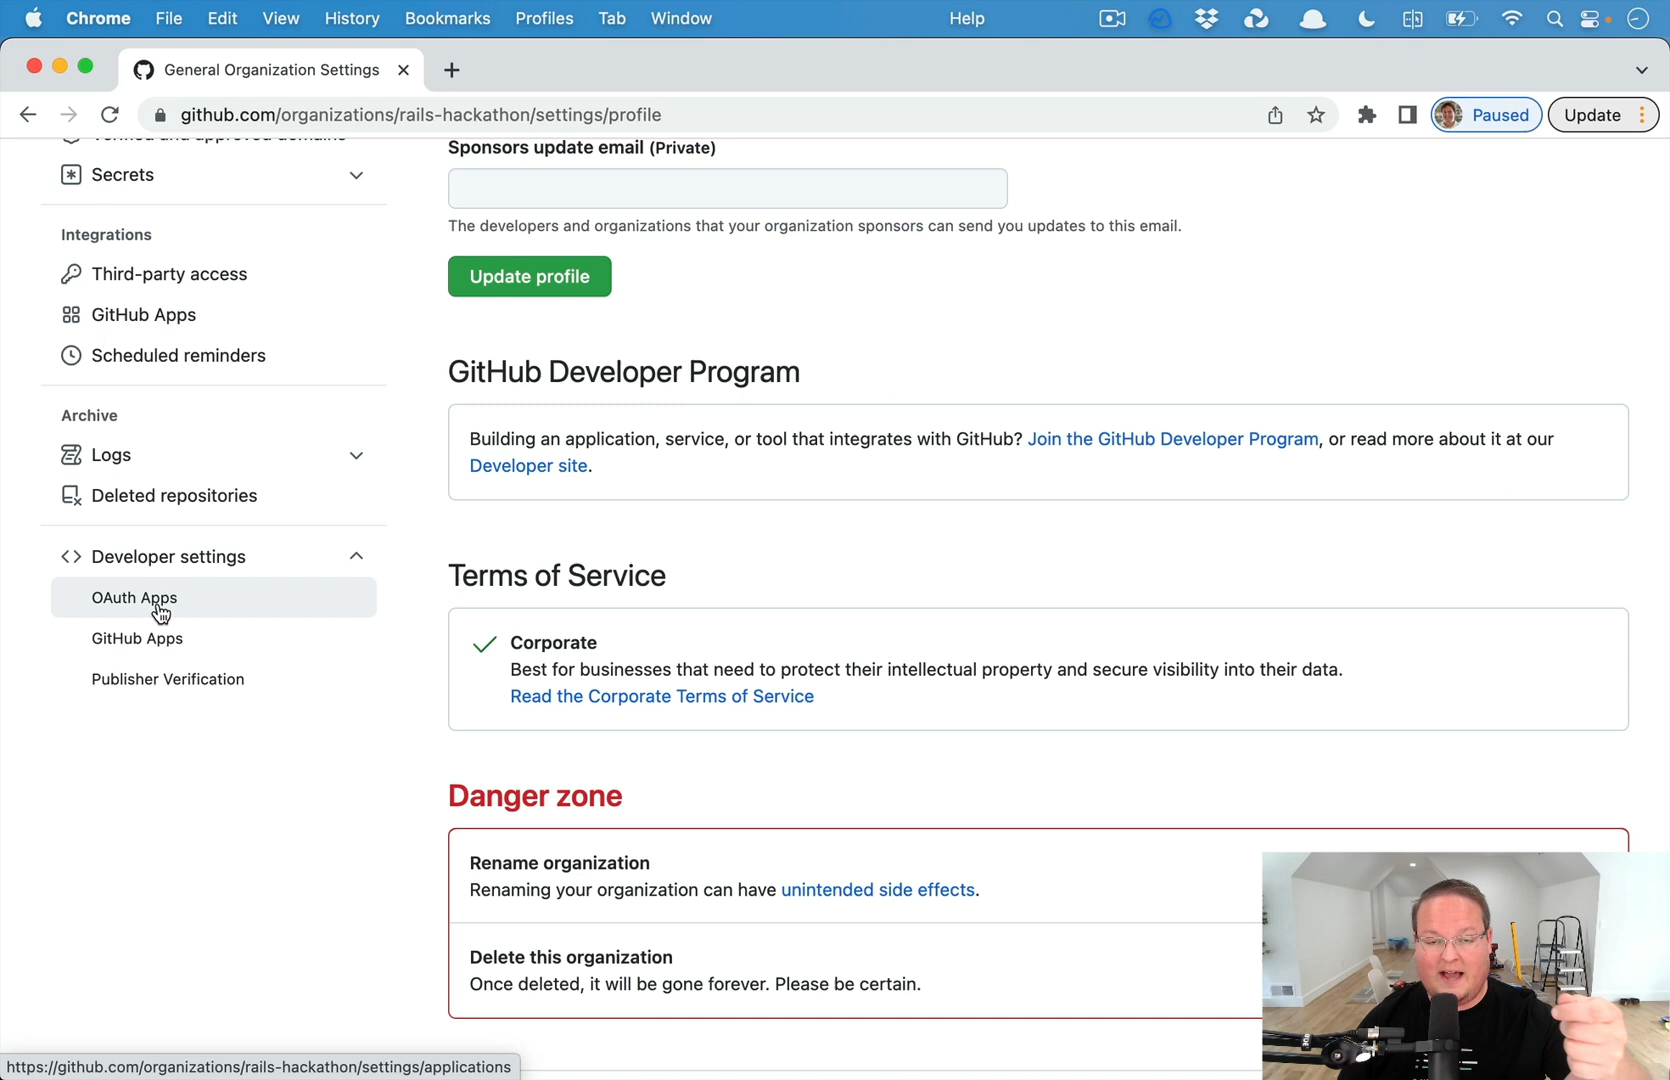 Chrome File Edit View History Bookmarks Profiles Tab Window Help
General Organization Settings
github.com/organizations/rails-hackathon/settings/profile
Paused
Update
Verified and approved domains
Secrets
Integrations
Third-party access
GitHub Apps
Scheduled reminders
Archive
Logs
Deleted repositories
Developer settings
OAuth Apps
GitHub Apps
Publisher Verification
Sponsors update email (Private)
The developers and organizations that your organization sponsors can send you updates to this email.
Update profile
GitHub Developer Program
Building an application, service, or tool that integrates with GitHub? Join the GitHub Developer Program, or read more about it at our
Developer site.
Terms of Service
Corporate
Best for businesses that need to protect their intellectual property and secure visibility into their data.
Read the Corporate Terms of Service
Danger zone
Rename organization
Renaming your organization can have unintended side effects.
Delete this organization
Once deleted, it will be gone forever. Please be certain.
https://github.com/organizations/rails-hackathon/settings/applications